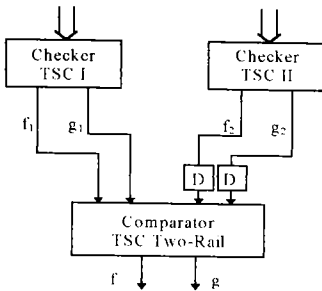 Checker
TSC I
Checker
TSC II
f1
g1
f2
g2
D
D
Comparator
TSC Two-Rail
f
g